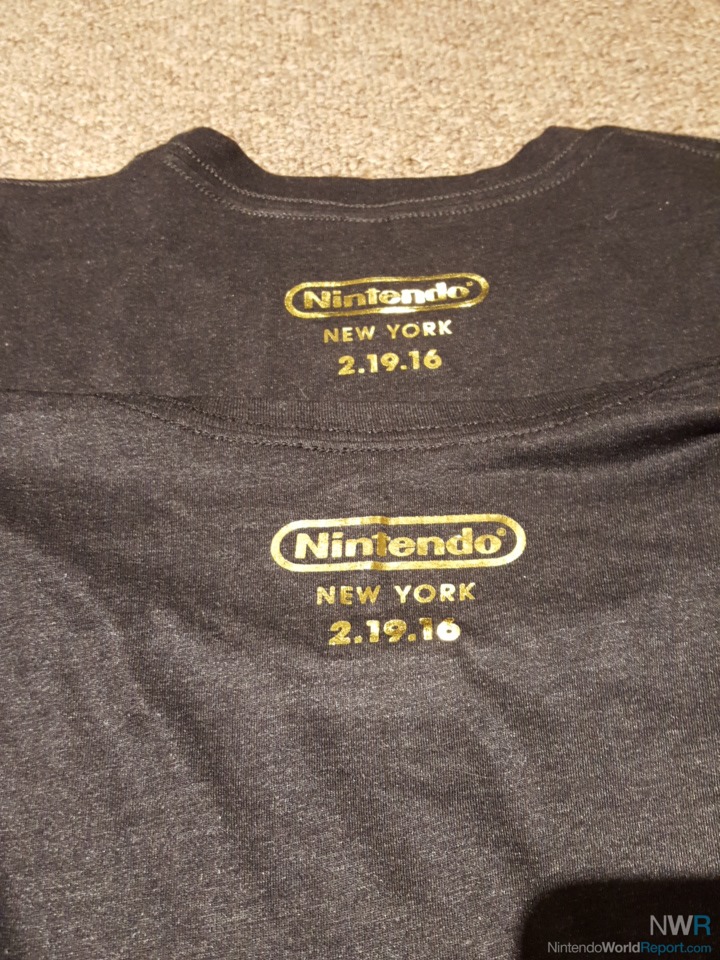 Nintendo®
NEW YORK
2.19.16
Nintendo®
NEW YORK
2.19.16
NWR
NintendoWorldReport.com